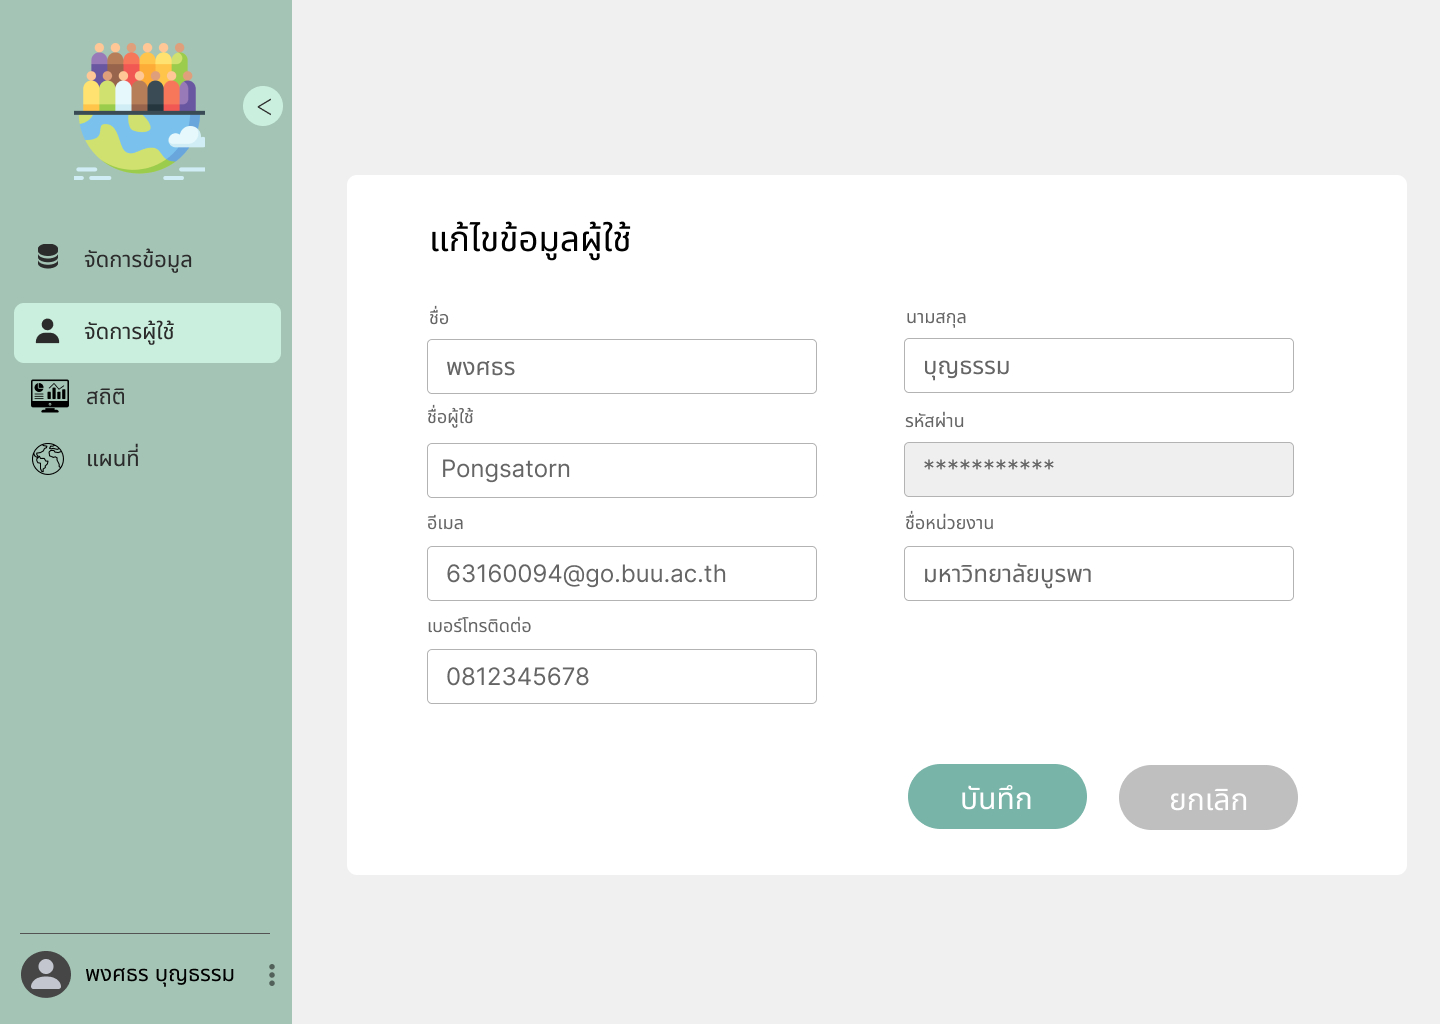 <
จัดการข้อมูล
จัดการผู้ใช้
สถิติ
แผนที่
พงศธร บุญธรรม
แก้ไขข้อมูลผู้ใช้
ชื่อ
พงศธร
นามสกุล
บุญธรรม
ชื่อผู้ใช้
Pongsatorn
รหัสผ่าน
***********
อีเมล
63160094@go.buu.ac.th
ชื่อหน่วยงาน
มหาวิทยาลัยบูรพา
เบอร์โทรติดต่อ
0812345678
บันทึก
ยกเลิก